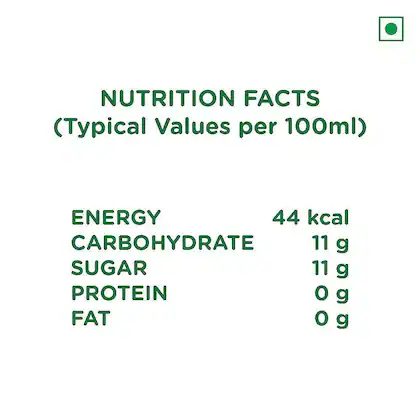 NUTRITION FACTS
(Typical Values per 100ml)
ENERGY 44 kcal
CARBOHYDRATE 11 g
SUGAR 11 g
PROTEIN 0 g
FAT 0 g